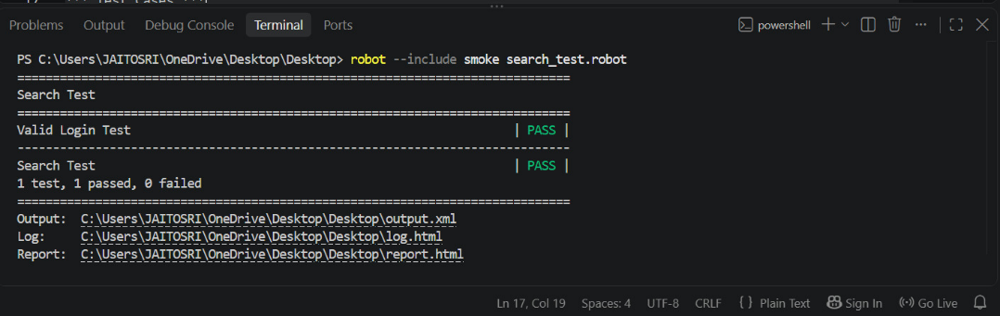 Problems Output Debug Console Terminal Ports powershell
PS C:\Users\JAITOSRI\OneDrive\Desktop\Desktop> robot --include smoke search_test.robot
==============================================================================
Search Test
==============================================================================
Valid Login Test | PASS |
------------------------------------------------------------------------------
Search Test | PASS |
1 test, 1 passed, 0 failed
==============================================================================
Output: C:\Users\JAITOSRI\OneDrive\Desktop\Desktop\output.xml
Log: C:\Users\JAITOSRI\OneDrive\Desktop\Desktop\log.html
Report: C:\Users\JAITOSRI\OneDrive\Desktop\Desktop\report.html
Ln 17, Col 19 Spaces: 4 UTF-8 CRLF {} Plain Text Sign In Go Live